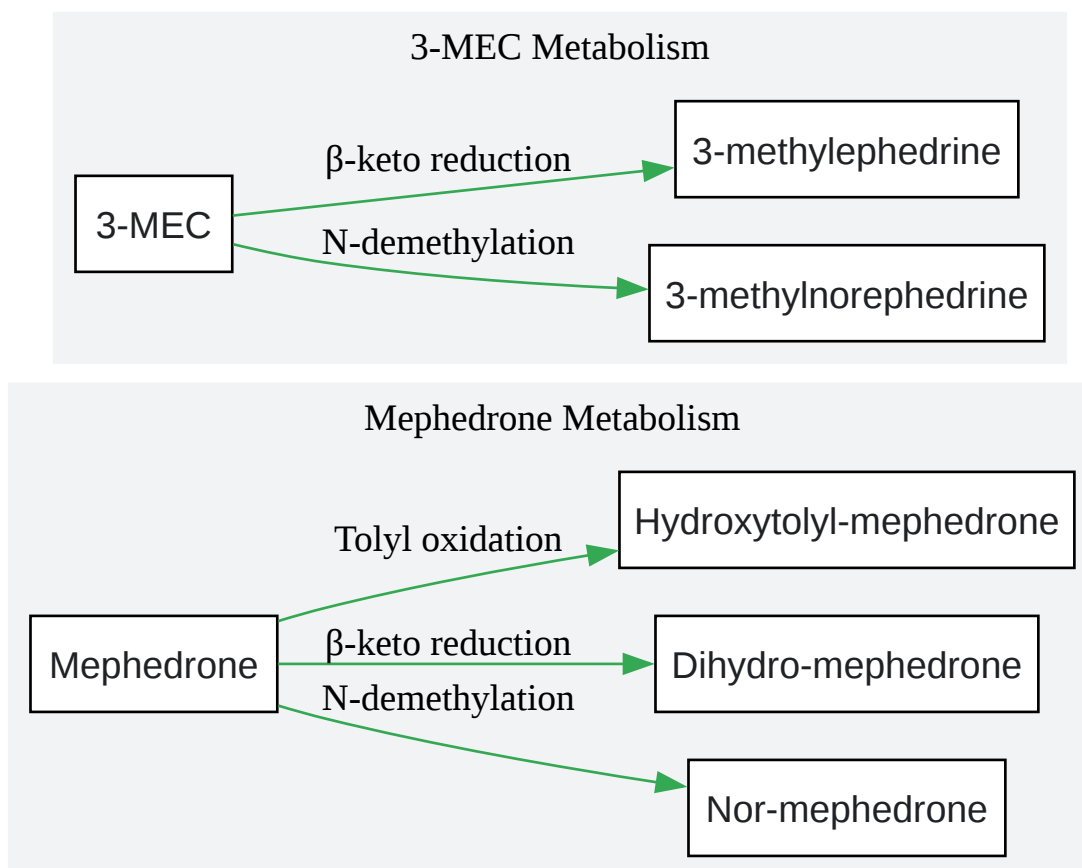 3-MEC Metabolism
β-keto reduction
3-methylephedrine
3-MEC
N-demethylation
3-methylnorephedrine
Mephedrone Metabolism
Hydroxytolyl-mephedrone
Tolyl oxidation
β-keto reduction
Mephedrone
Dihydro-mephedrone
N-demethylation
Nor-mephedrone